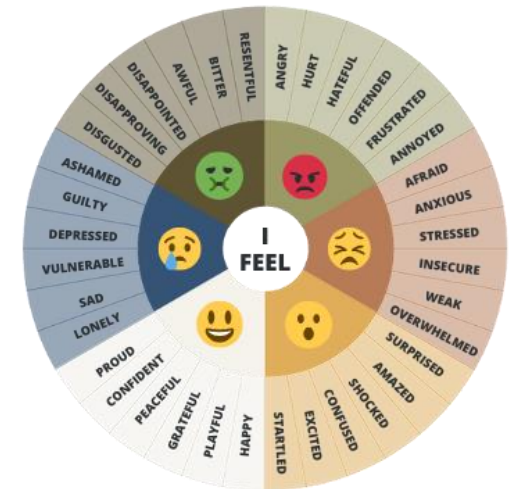 I
FEEL
ANGRY
HURT
HATEFUL
OFFENDED
FRUSTRATED
ANNOYED
AFRAID
ANXIOUS
STRESSED
INSECURE
WEAK
OVERWHELMED
SURPRISED
AMAZED
SHOCKED
CONFUSED
EXCITED
STARTLED
HAPPY
PLAYFUL
GRATEFUL
PEACEFUL
CONFIDENT
PROUD
LONELY
SAD
VULNERABLE
DEPRESSED
GUILTY
ASHAMED
DISGUSTED
DISAPPROVING
DISAPPOINTED
AWFUL
BITTER
RESENTFUL